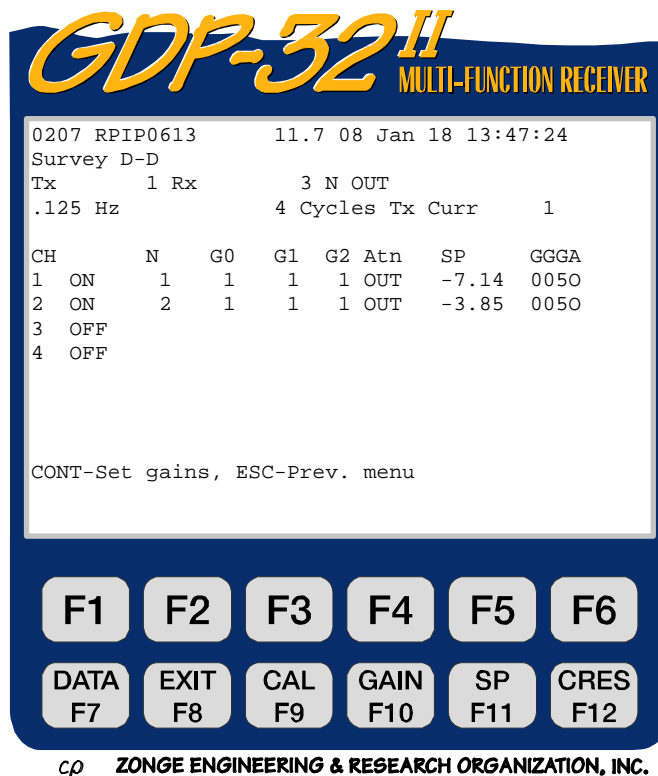 GDP-32 II
MULTI-FUNCTION RECEIVER
0207 RPIP0613 11.7 08 Jan 18 13:47:24
Survey D-D
Tx 1 Rx 3 N OUT
.125 Hz 4 Cycles Tx Curr 1
CH N G0 G1 G2 Atn SP GGGA
1 ON 1 1 1 1 OUT -7.14 005O
2 ON 2 1 1 1 OUT -3.85 005O
3 OFF
4 OFF
CONT-Set gains, ESC-Prev. menu
F1 F2 F3 F4 F5 F6
DATA EXIT CAL GAIN SP CRES
F7 F8 F9 F10 F11 F12
ZONGE ENGINEERING & RESEARCH ORGANIZATION, INC.